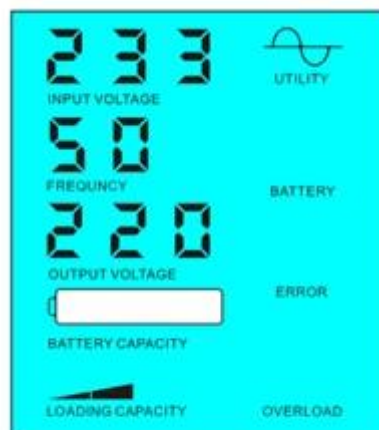 233
UTILITY
INPUT VOLTAGE
50
FREQUNCY
BATTERY
220
OUTPUT VOLTAGE
ERROR
BATTERY CAPACITY
LOADING CAPACITY
OVERLOAD